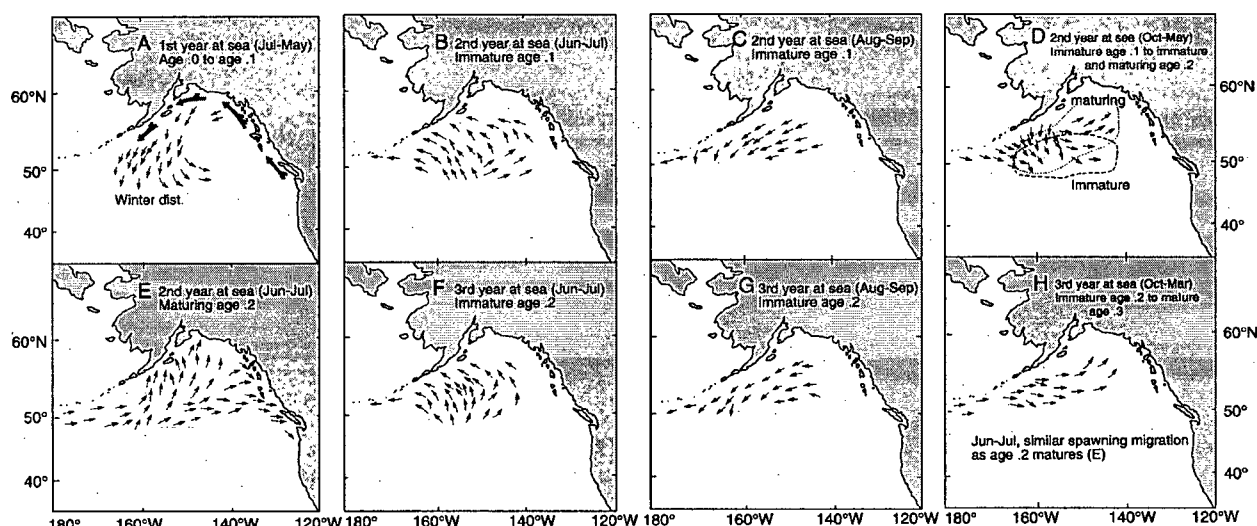 A
1st year at sea (Jul-May)
Age .0 to age .1
Winter dist.
B
2nd year at sea (Jun-Jul)
Immature age .1
C
2nd year at sea (Aug-Sep)
Immature age .1
D
2nd year at sea (Oct-May)
Immature age .1 to immature
and maturing age .2
maturing
Immature
60°N
50°
40°
60°N
50°
40°
E
2nd year at sea (Jun-Jul)
Maturing age .2
F
3rd year at sea (Jun-Jul)
Immature age .2
G
3rd year at sea (Aug-Sep)
Immature age .2
H
3rd year at sea (Oct-Mar)
Immature age .2 to mature
age .3
Jun-Jul, similar spawning migration
as age .2 matures (E)
60°N
50°
40°
60°N
50°
40°
180° 160°W 140°W 120°W
180° 160°W 140°W 120°W
180° 160°W 140°W 120°W
180° 160°W 140°W 120°W